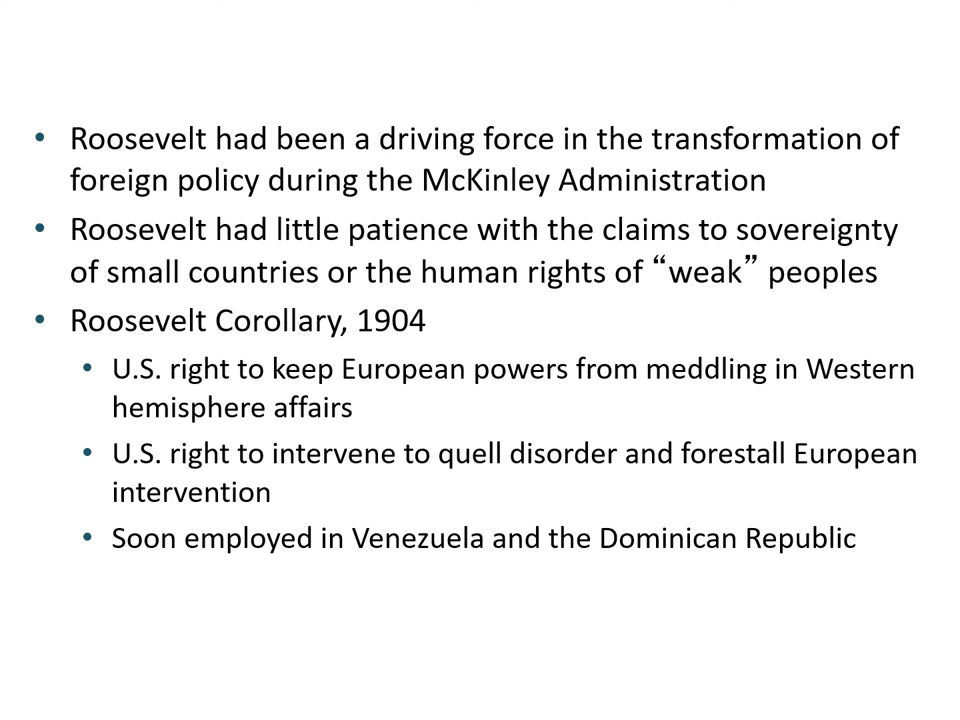 • Roosevelt had been a driving force in the transformation of
foreign policy during the McKinley Administration
• Roosevelt had little patience with the claims to sovereignty
of small countries or the human rights of “weak” peoples
• Roosevelt Corollary, 1904
• U.S. right to keep European powers from meddling in Western
hemisphere affairs
• U.S. right to intervene to quell disorder and forestall European
intervention
• Soon employed in Venezuela and the Dominican Republic